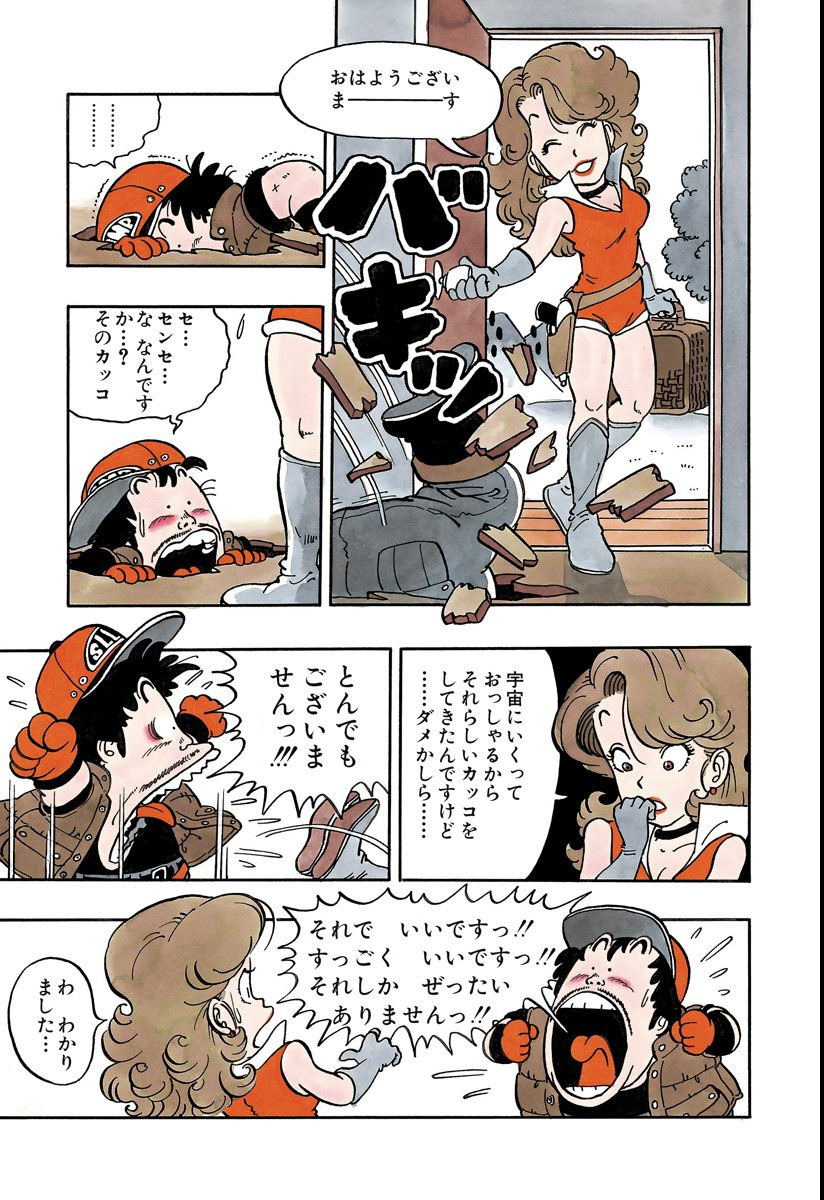 おはようござい
ま━━━す
バキッ
………
セ…
センセ…
な なんです
か…?
そのカッコ
宇宙にいくって
おっしゃるから
それらしいカッコを
してきたんですけど
……ダメかしら……
とんでも
ございま
せんっ!!!
それで いいですっ!!
すっごく いいですっ!!
それしか ぜったい
ありませんっ!!
わ わかり
ました…